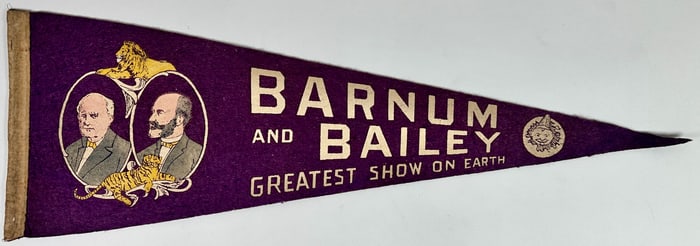 BARNUM
AND BAILEY
GREATEST SHOW ON EARTH